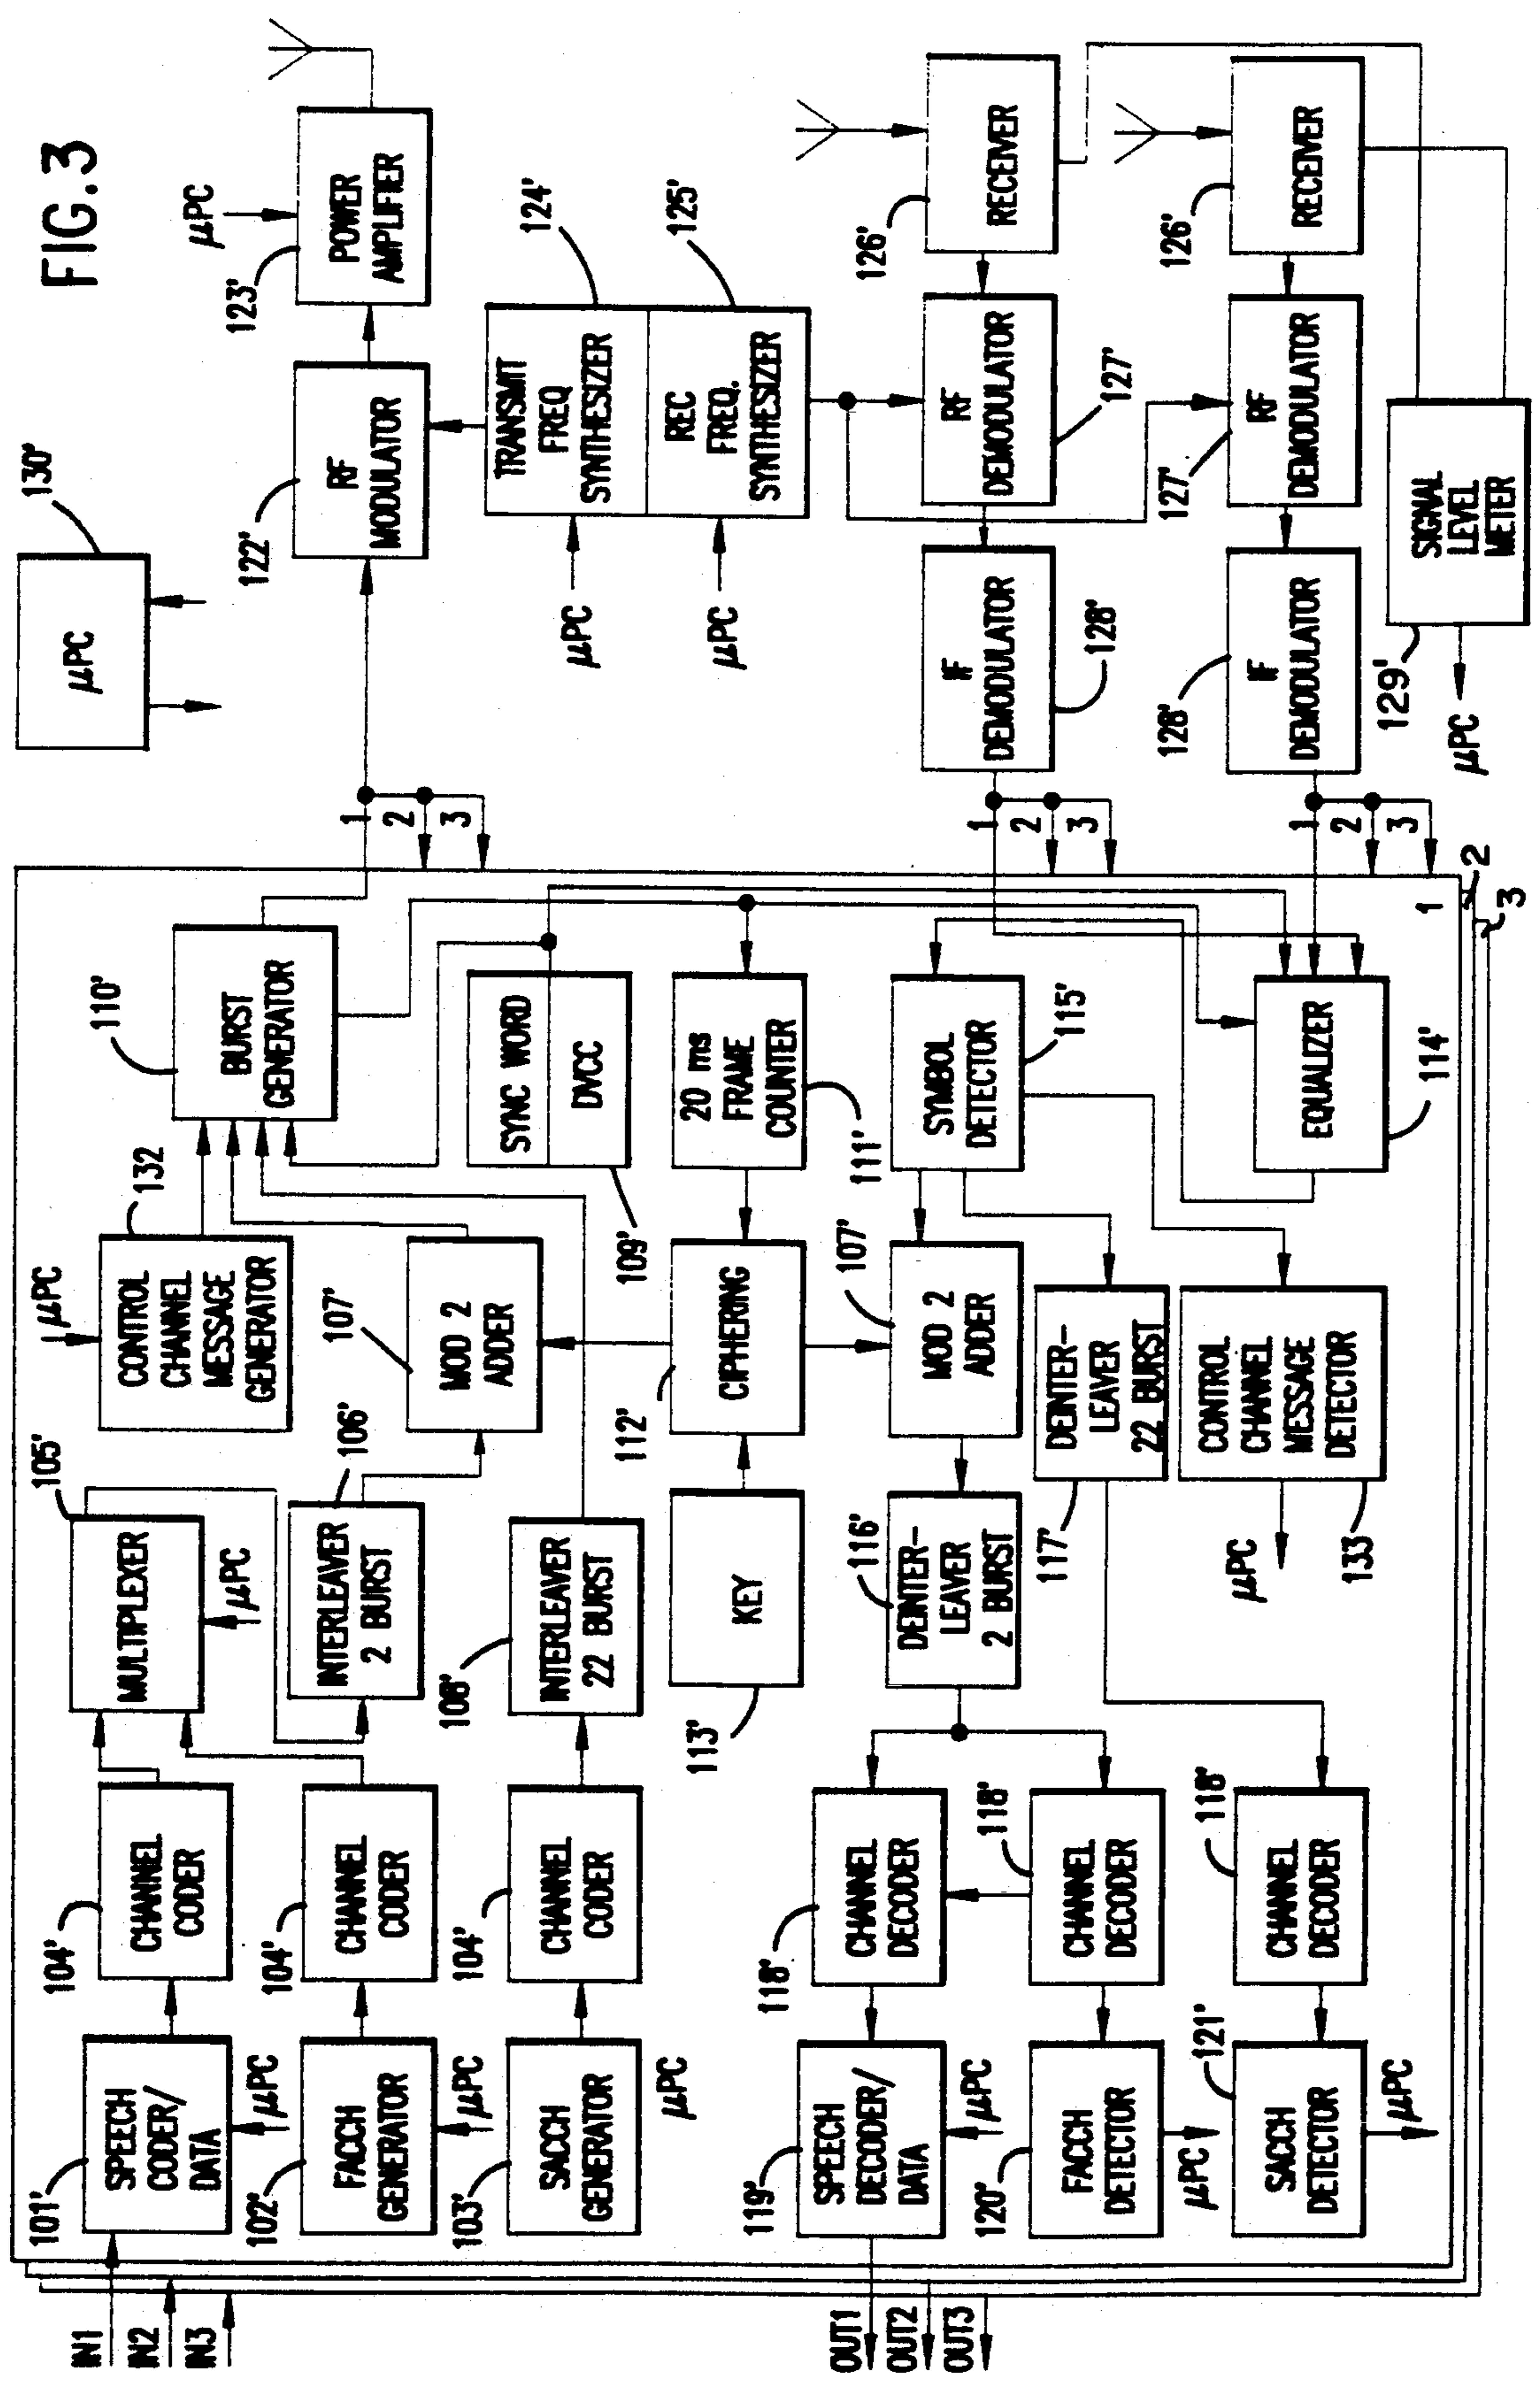 FIG.3
IN1
IN2
IN3
101'
SPEECH
CODER/
DATA
μPC
104'
CHANNEL
CODER
105'
MULTIPLEXER
μPC
μPC
CONTROL
CHANNEL
MESSAGE
GENERATOR
132
110'
BURST
GENERATOR
102'
FACCH
GENERATOR
μPC
104'
CHANNEL
CODER
106'
INTERLEAVER
2 BURST
107'
MOD 2
ADDER
103'
SACCH
GENERATOR
μPC
104'
CHANNEL
CODER
108'
INTERLEAVER
22 BURST
109'
SYNC WORD
DVCC
113'
KEY
112'
CIPHERING
20 ms
FRAME
COUNTER
111'
OUT1
OUT2
OUT3
119'
SPEECH
DECODER/
DATA
μPC
118'
CHANNEL
DECODER
116'
DEINTER-
LEAVER
2 BURST
107'
MOD 2
ADDER
SYMBOL
DETECTOR
115'
120'
FACCH
DETECTOR
μPC
118'
CHANNEL
DECODER
117'
DEINTER-
LEAVER
22 BURST
121'
SACCH
DETECTOR
μPC
118'
CHANNEL
DECODER
μPC
CONTROL
CHANNEL
MESSAGE
DETECTOR
133
EQUALIZER
114'
1
2
3
1
2
3
1
2
3
1
2
3
μPC
130'
122'
RF
MODULATOR
123'
POWER
AMPLIFIER
μPC
TRANSMIT
FREQ
SYNTHESIZER
124'
μPC
REC
FREQ.
SYNTHESIZER
125'
μPC
IF
DEMODULATOR
128'
RF
DEMODULATOR
127'
126'
RECEIVER
128'
IF
DEMODULATOR
127'
RF
DEMODULATOR
126'
RECEIVER
129'
SIGNAL
LEVEL
METER
μPC